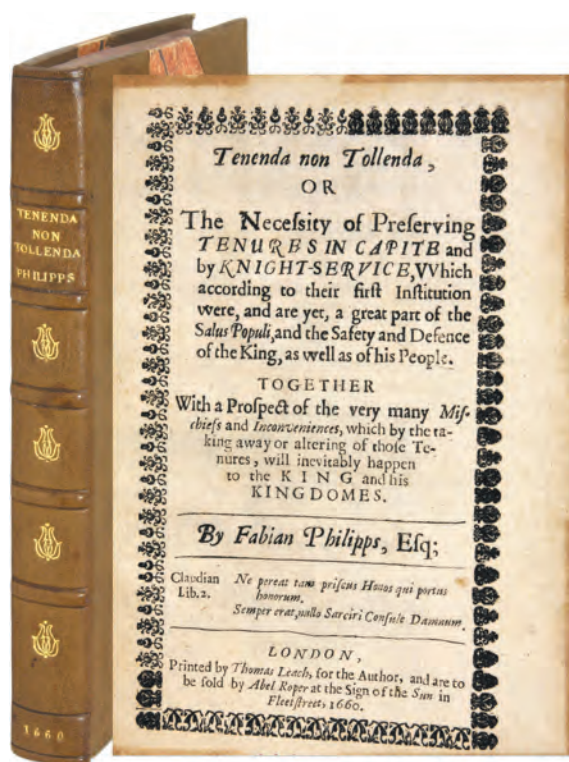 TENENDA
NON
TOLLENDA
PHILIPPS
1660
Tenenda non Tollenda,
OR
The Neceſsity of Preſerving
TENURES IN CAPITE and
by KNIGHT-SERVICE, VVhich
according to their firſt Inſtitution
were, and are yet, a great part of the
Salus Populi, and the Safety and Defence
of the King, as well as of his People.
TOGETHER
With a Proſpect of the very many Miſ-
chiefs and Inconveniences, which by the ta-
king away or altering of thoſe Te-
nures, will inevitably happen
to the KING and his
KINGDOMES.
By Fabian Philipps, Eſq;
Claudian Ne pereat tam priſcus Honos qui portus
Lib. 2. honorum.
Semper erat, nullo Sarciri Conſule Damnum.
LONDON,
Printed by Thomas Leach, for the Author, and are to
be ſold by Abel Roper at the Sign of the Sun in
Fleetſtreet, 1660.